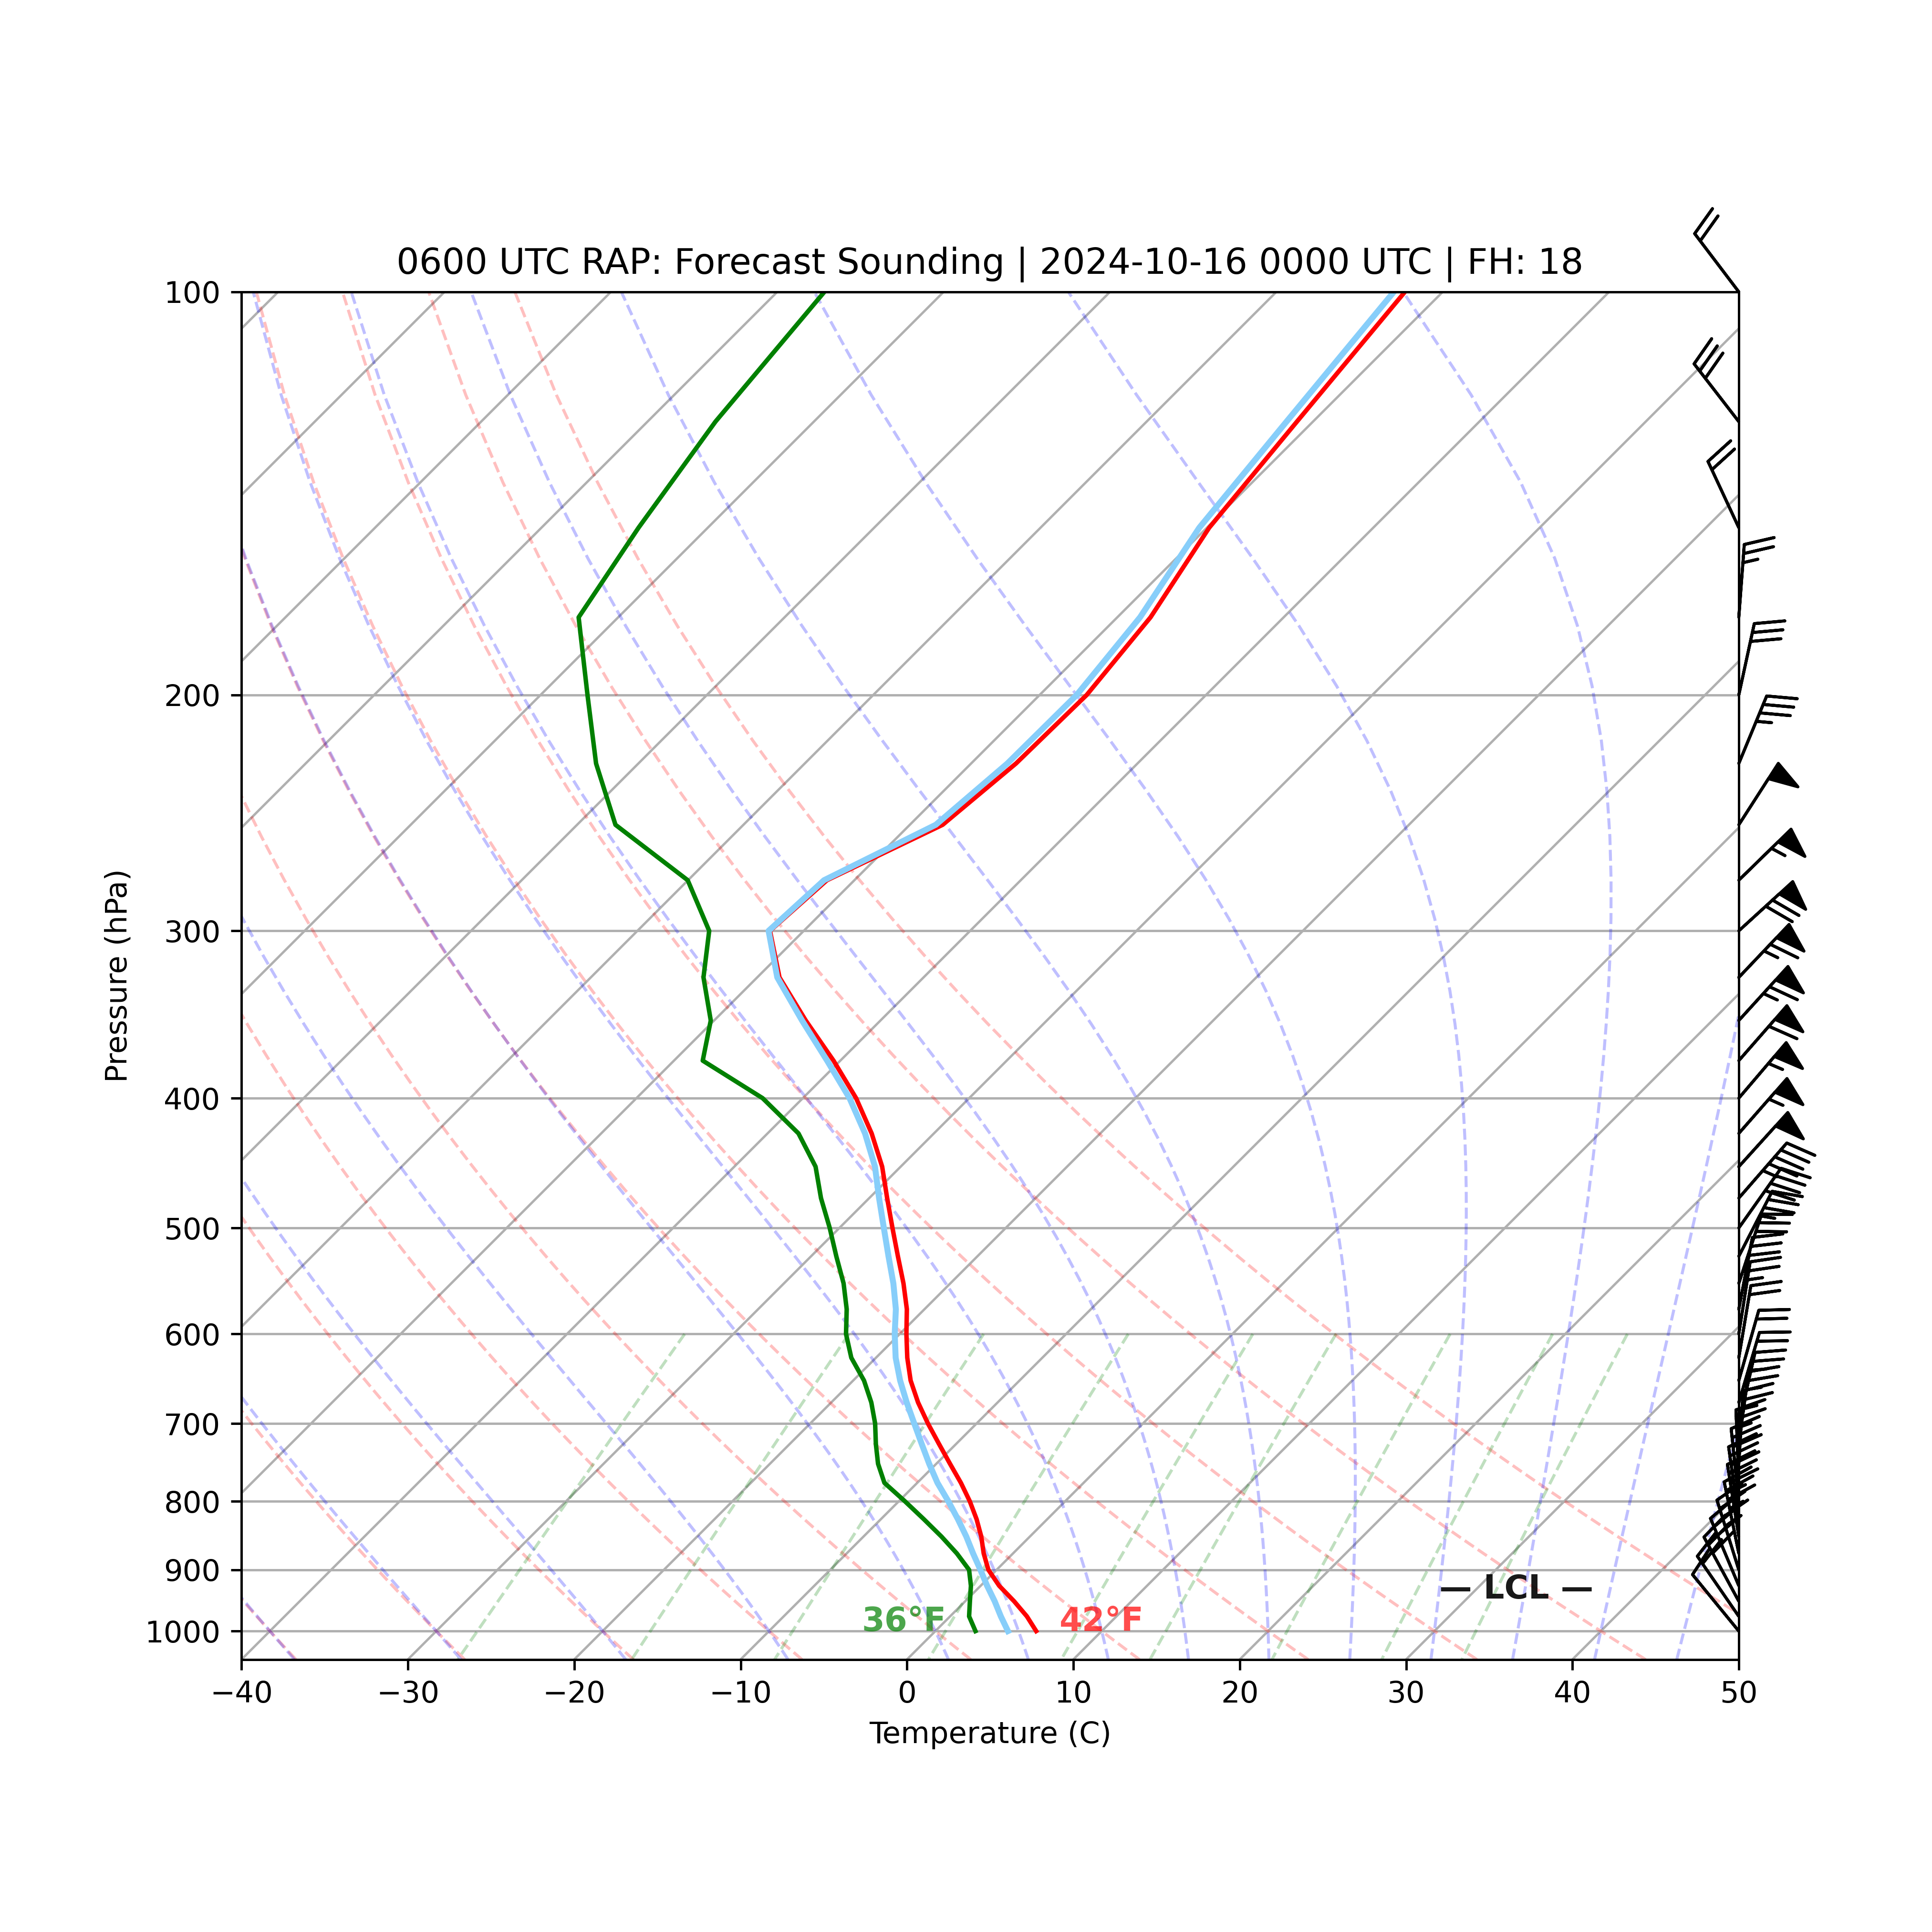 0600 UTC RAP: Forecast Sounding | 2024-10-16 0000 UTC | FH: 18
100
200
300
400
500
600
700
800
900
1000
Pressure (hPa)
— LCL —
36°F 42°F
−40 −30 −20 −10 0 10 20 30 40 50
Temperature (C)